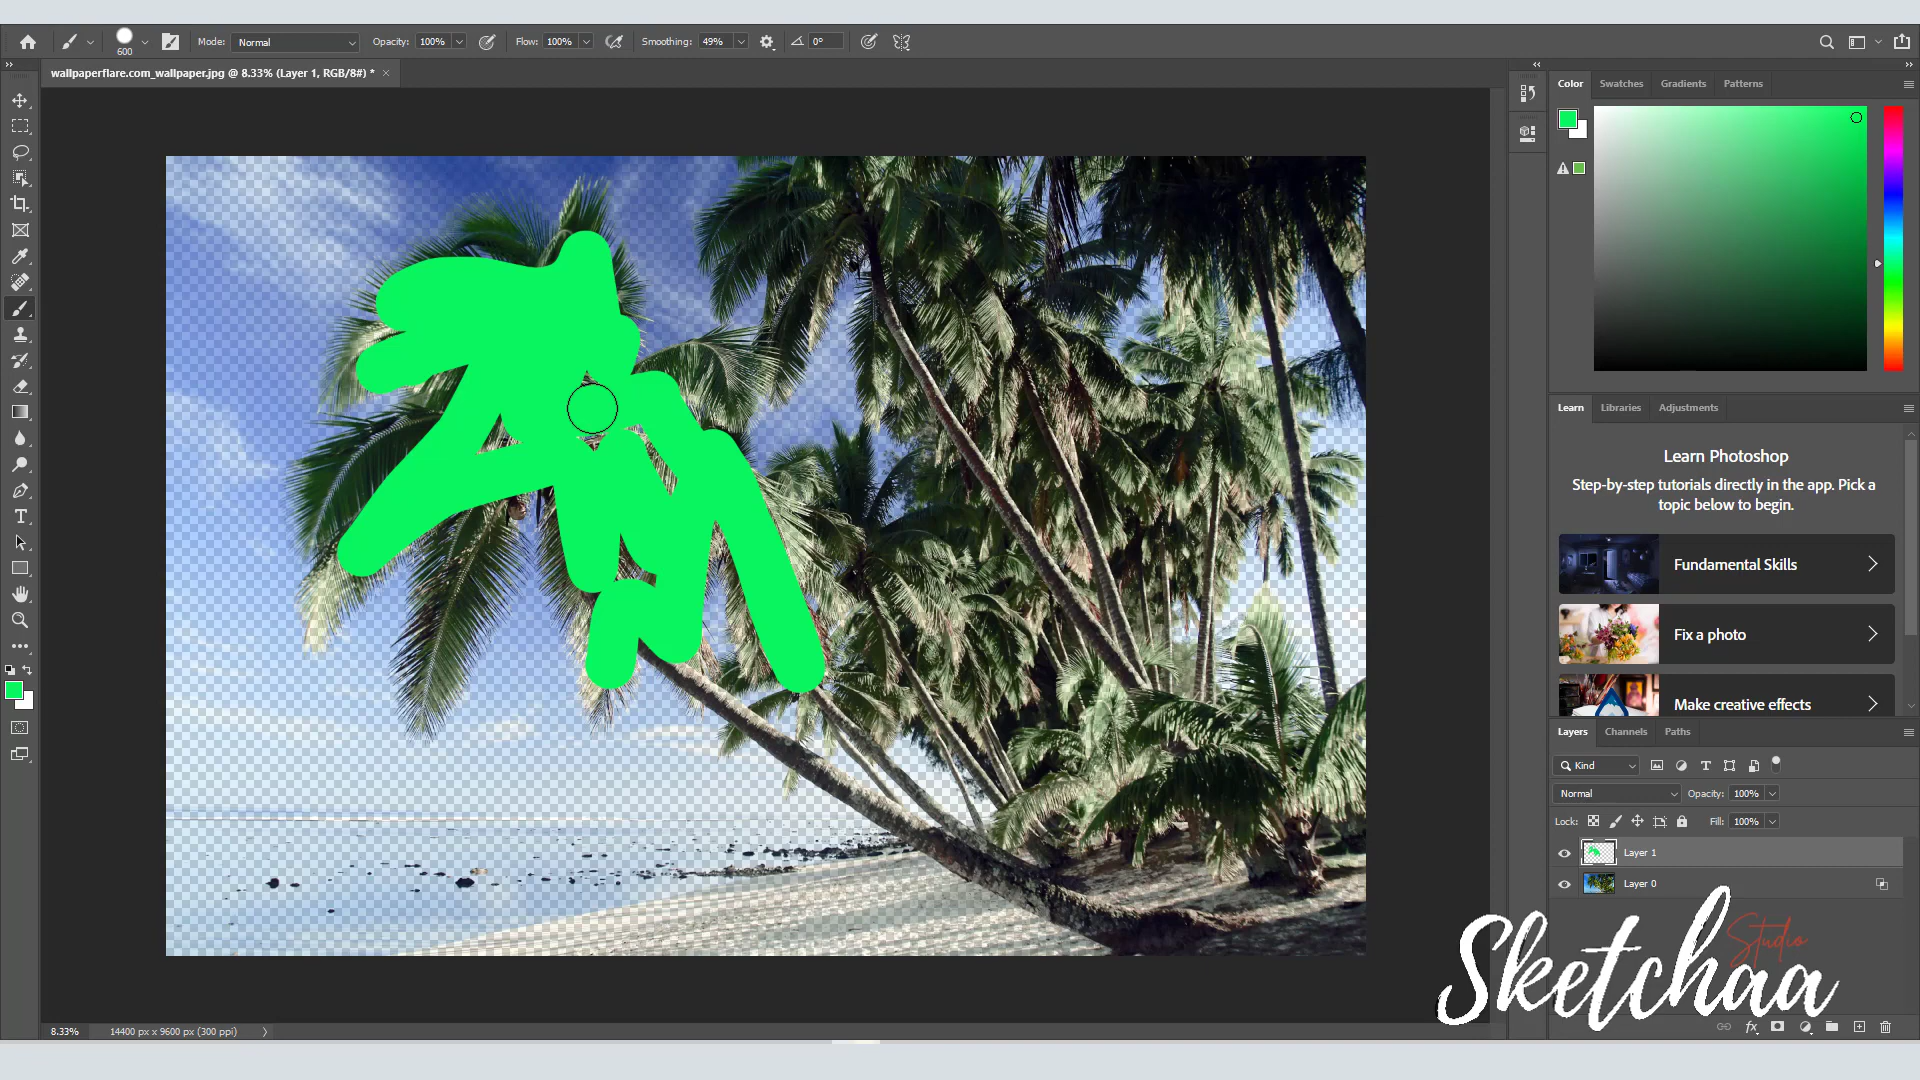 600
Mode: Normal
Opacity: 100%
Flow: 100%
Smoothing: 49%
0°
wallpaperflare.com_wallpaper.jpg @ 8.33% (Layer 1, RGB/8#) * ×
Color Swatches Gradients Patterns
Learn Libraries Adjustments
Learn Photoshop
Step-by-step tutorials directly in the app. Pick a
topic below to begin.
Fundamental Skills
Fix a photo
Make creative effects
Layers Channels Paths
Kind
Normal Opacity: 100%
Lock: Fill: 100%
Layer 1
Layer 0
Studio
Sketchaa
8.33% 14400 px x 9600 px (300 ppi)